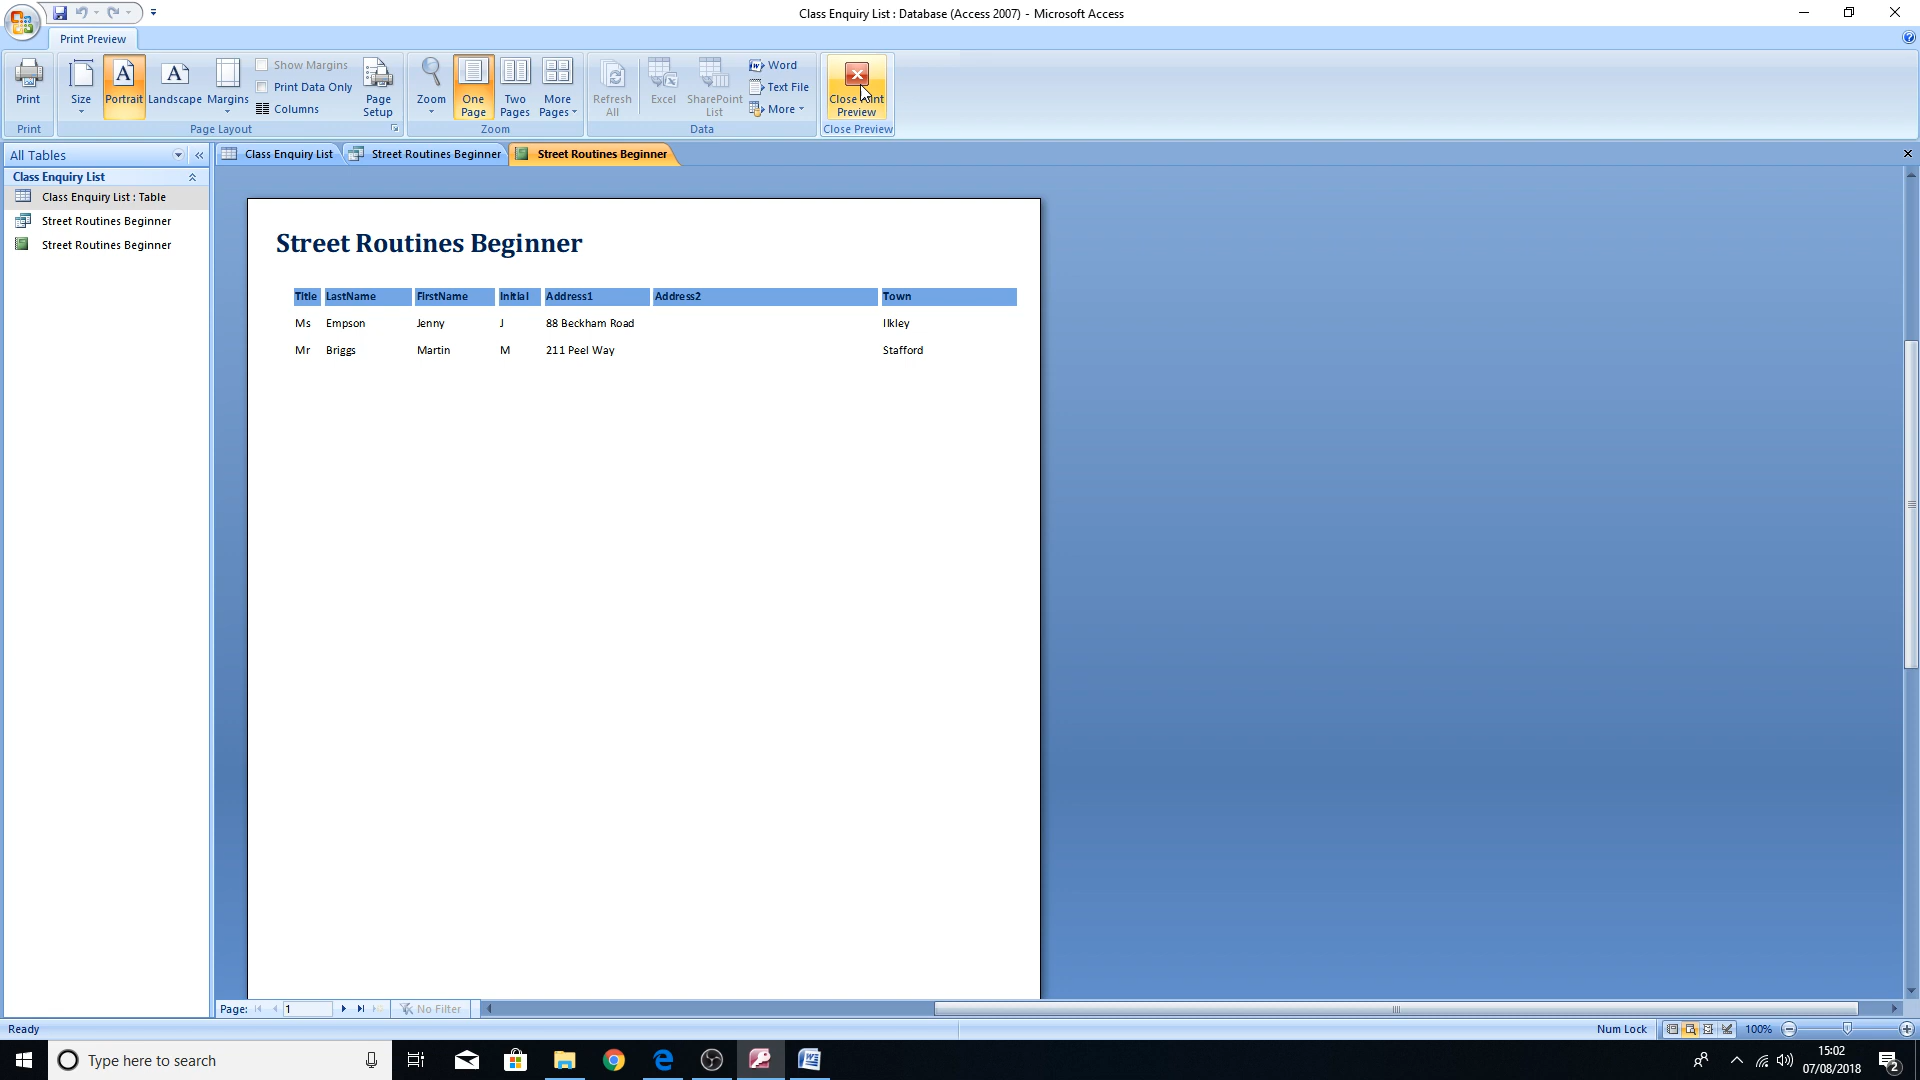 Class Enquiry List : Database (Access 2007) - Microsoft Access
Print Preview
Print
Size
Portrait
Landscape
Margins
Show Margins
Print Data Only
Columns
Page Setup
Zoom
One Page
Two Pages
More Pages
Refresh All
Excel
SharePoint List
Word
Text File
More
Close Print Preview
Print
Page Layout
Zoom
Data
Close Preview
All Tables
Class Enquiry List
Street Routines Beginner
Street Routines Beginner
Class Enquiry List
Class Enquiry List : Table
Street Routines Beginner
Street Routines Beginner
Street Routines Beginner
Title LastName FirstName Initial Address1 Address2 Town
Ms Empson Jenny J 88 Beckham Road Ilkley
Mr Briggs Martin M 211 Peel Way Stafford
Page: 1 No Filter
Ready
Num Lock
100%
Type here to search
15:02
07/08/2018
2